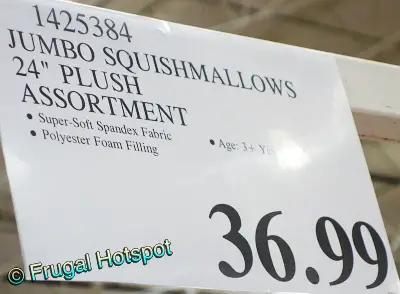 1425384
JUMBO SQUISHMALLOWS
24" PLUSH
ASSORTMENT
• Super-Soft Spandex Fabric
• Polyester Foam Filling
• Age: 3+
36.99
© Frugal Hotspot